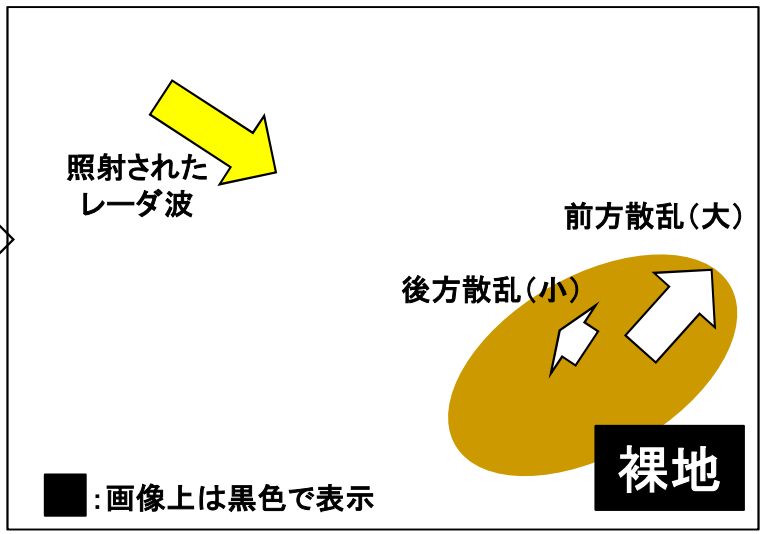 照射された
レーダ波
前方散乱（大）
後方散乱（小）
裸地
：画像上は黒色で表示